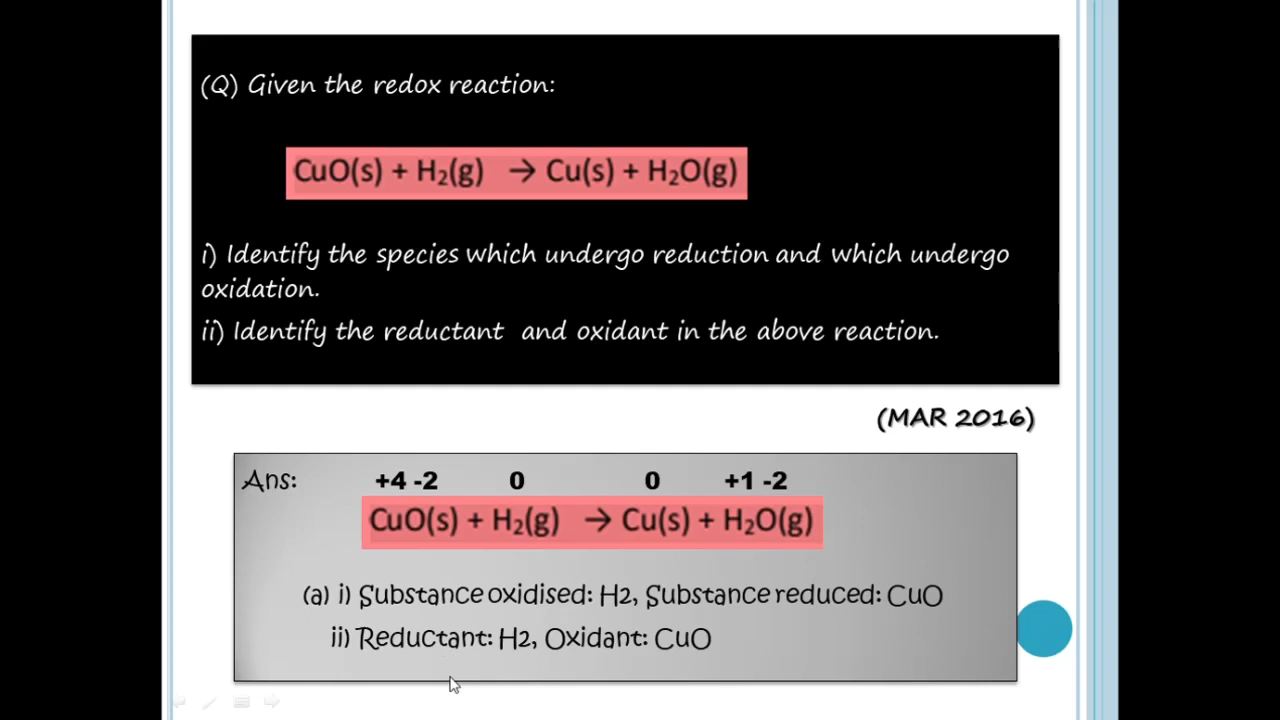 (Q) Given the redox reaction:
CuO(s) + H₂(g) → Cu(s) + H₂O(g)
i) Identify the species which undergo reduction and which undergo
oxidation.
ii) Identify the reductant and oxidant in the above reaction.
(MAR 2016)
Ans: +4 -2 0 0 +1 -2
CuO(s) + H₂(g) → Cu(s) + H₂O(g)
(a) i) Substance oxidised: H2, Substance reduced: CuO
ii) Reductant: H2, Oxidant: CuO